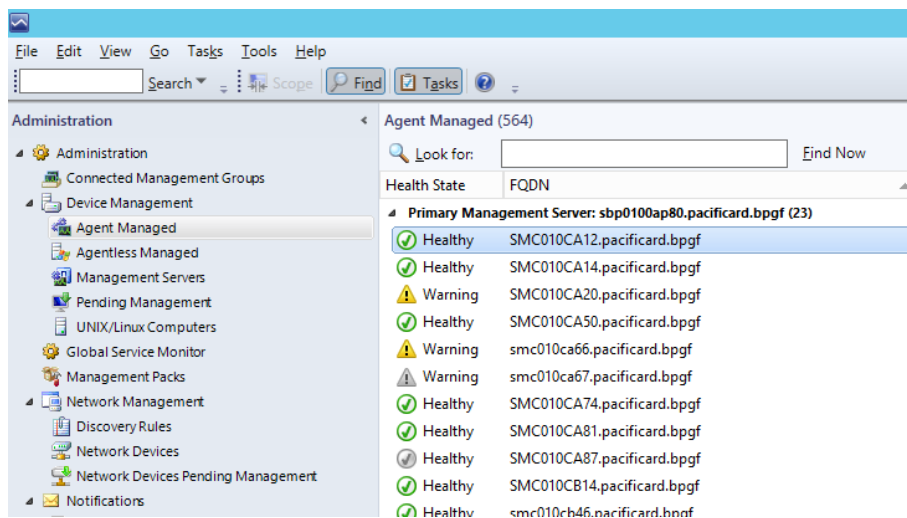 File Edit View Go Tasks Tools Help
Search Scope Find Tasks
Administration
Administration
Connected Management Groups
Device Management
Agent Managed
Agentless Managed
Management Servers
Pending Management
UNIX/Linux Computers
Global Service Monitor
Management Packs
Network Management
Discovery Rules
Network Devices
Network Devices Pending Management
Notifications
Agent Managed (564)
Look for: Find Now
Health State FQDN
Primary Management Server: sbp0100ap80.pacificard.bpgf (23)
Healthy SMC010CA12.pacificard.bpgf
Healthy SMC010CA14.pacificard.bpgf
Warning SMC010CA20.pacificard.bpgf
Healthy SMC010CA50.pacificard.bpgf
Warning smc010ca66.pacificard.bpgf
Warning smc010ca67.pacificard.bpgf
Healthy SMC010CA74.pacificard.bpgf
Healthy SMC010CA81.pacificard.bpgf
Healthy SMC010CA87.pacificard.bpgf
Healthy SMC010CB14.pacificard.bpgf
Healthy smc010cb46.pacificard.bpgf